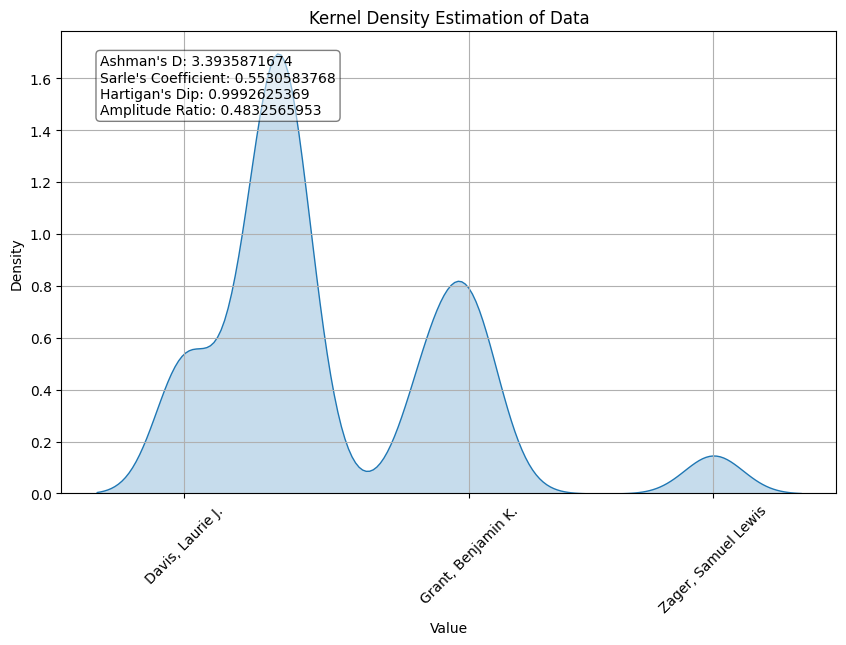 Kernel Density Estimation of Data
Ashman's D: 3.3935871674
Sarle's Coefficient: 0.5530583768
Hartigan's Dip: 0.9992625369
Amplitude Ratio: 0.4832565953
Density
1.6
1.4
1.2
1.0
0.8
0.6
0.4
0.2
0.0
Davis, Laurie J.
Grant, Benjamin K.
Zager, Samuel Lewis
Value